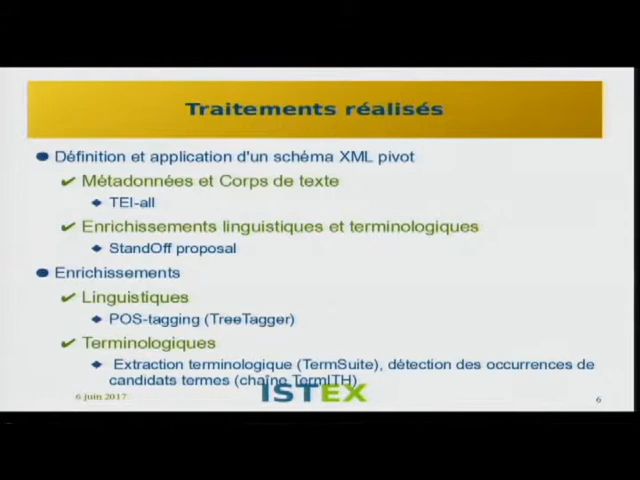 Traitements réalisés
Définition et application d'un schéma XML pivot
Métadonnées et Corps de texte
TEI-all
Enrichissements linguistiques et terminologiques
StandOff proposal
Enrichissements
Linguistiques
POS-tagging (TreeTagger)
Terminologiques
Extraction terminologique (TermSuite), détection des occurrences de
candidats termes (chaîne TermITH)
6 juin 2017
ISTEX
6